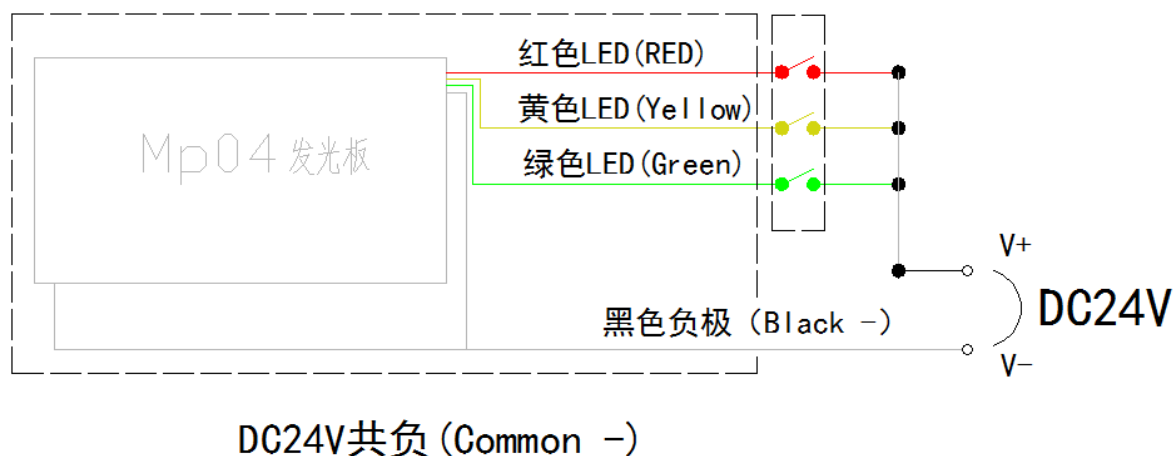 红色LED(RED)
黄色LED(Yellow)
Mp04发光板
绿色LED(Green)
V+
DC24V
黑色负极 (Black -)
V-
DC24V共负(Common -)